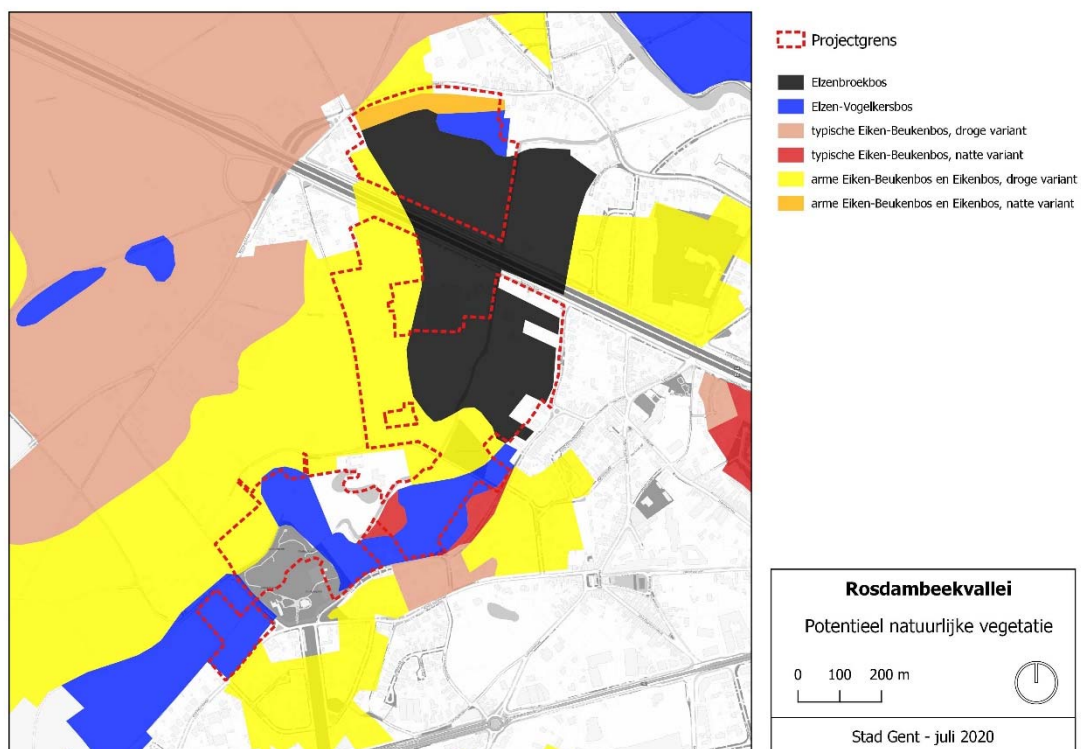 Projectgrens
Elzenbroekbos
Elzen-Vogelkersbos
typische Eiken-Beukenbos, droge variant
typische Eiken-Beukenbos, natte variant
arme Eiken-Beukenbos en Eikenbos, droge variant
arme Eiken-Beukenbos en Eikenbos, natte variant
Rosdambeekvallei
Potentieel natuurlijke vegetatie
0 100 200 m
Stad Gent - juli 2020